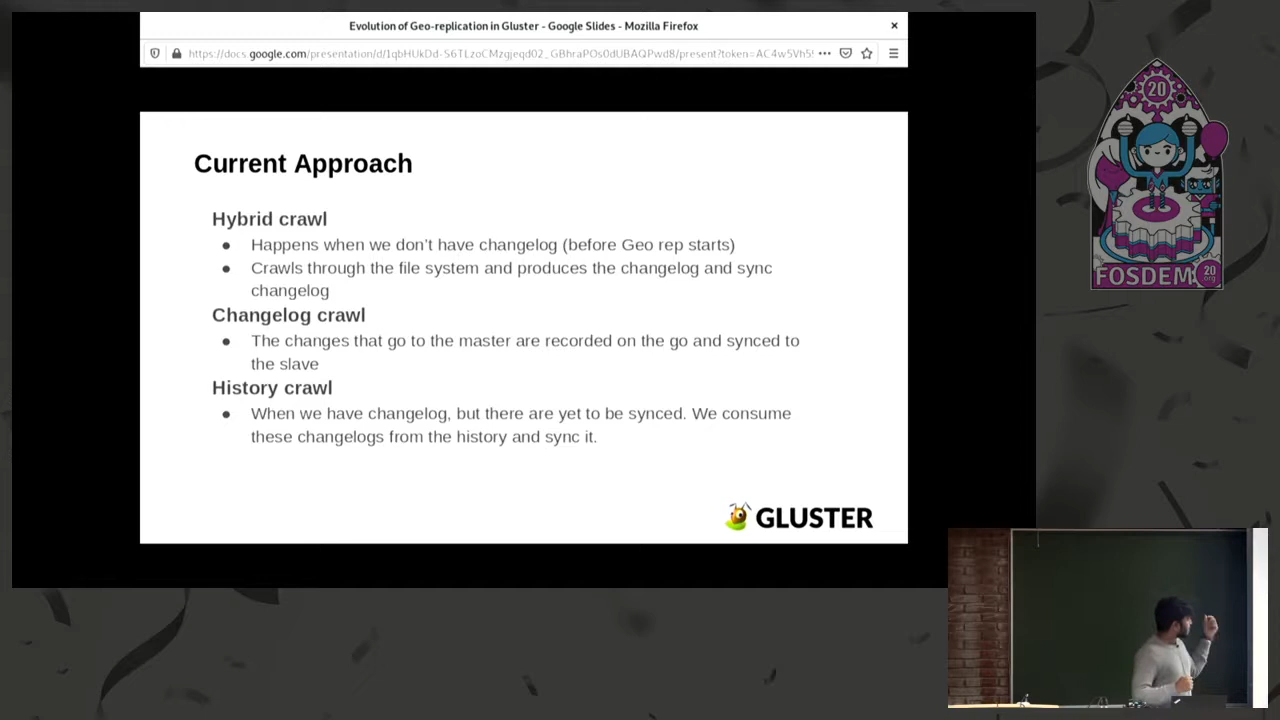 Evolution of Geo-replication in Gluster - Google Slides - Mozilla Firefox
×
20
Current Approach
Hybrid crawl
● Happens when we don't have changelog (before Geo rep starts)
● Crawls through the file system and produces the changelog and sync
changelog
Changelog crawl
● The changes that go to the master are recorded on the go and synced to
the slave
History crawl
● When we have changelog, but there are yet to be synced. We consume
these changelogs from the history and sync it.
GLUSTER
FOSDEM
20
.org